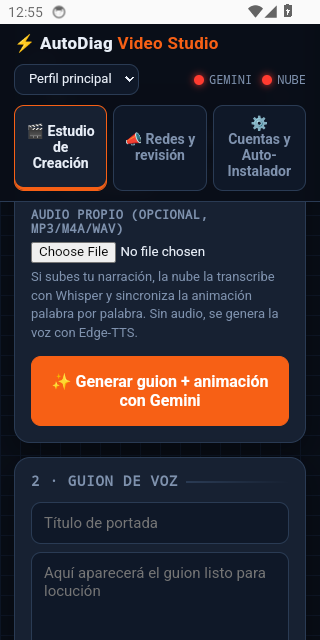 12:55
⚡ AutoDiag Video Studio
Perfil principal
GEMINI
NUBE
🎬 Estudio
de
Creación
📣 Redes y
revisión
⚙️
Cuentas y
Auto-
Instalador
AUDIO PROPIO (OPCIONAL,
MP3/M4A/WAV)
Choose File No file chosen
Si subes tu narración, la nube la transcribe
con Whisper y sincroniza la animación
palabra por palabra. Sin audio, se genera la
voz con Edge-TTS.
✨ Generar guion + animación
con Gemini
2 · GUION DE VOZ
Título de portada
Aquí aparecerá el guion listo para
locución